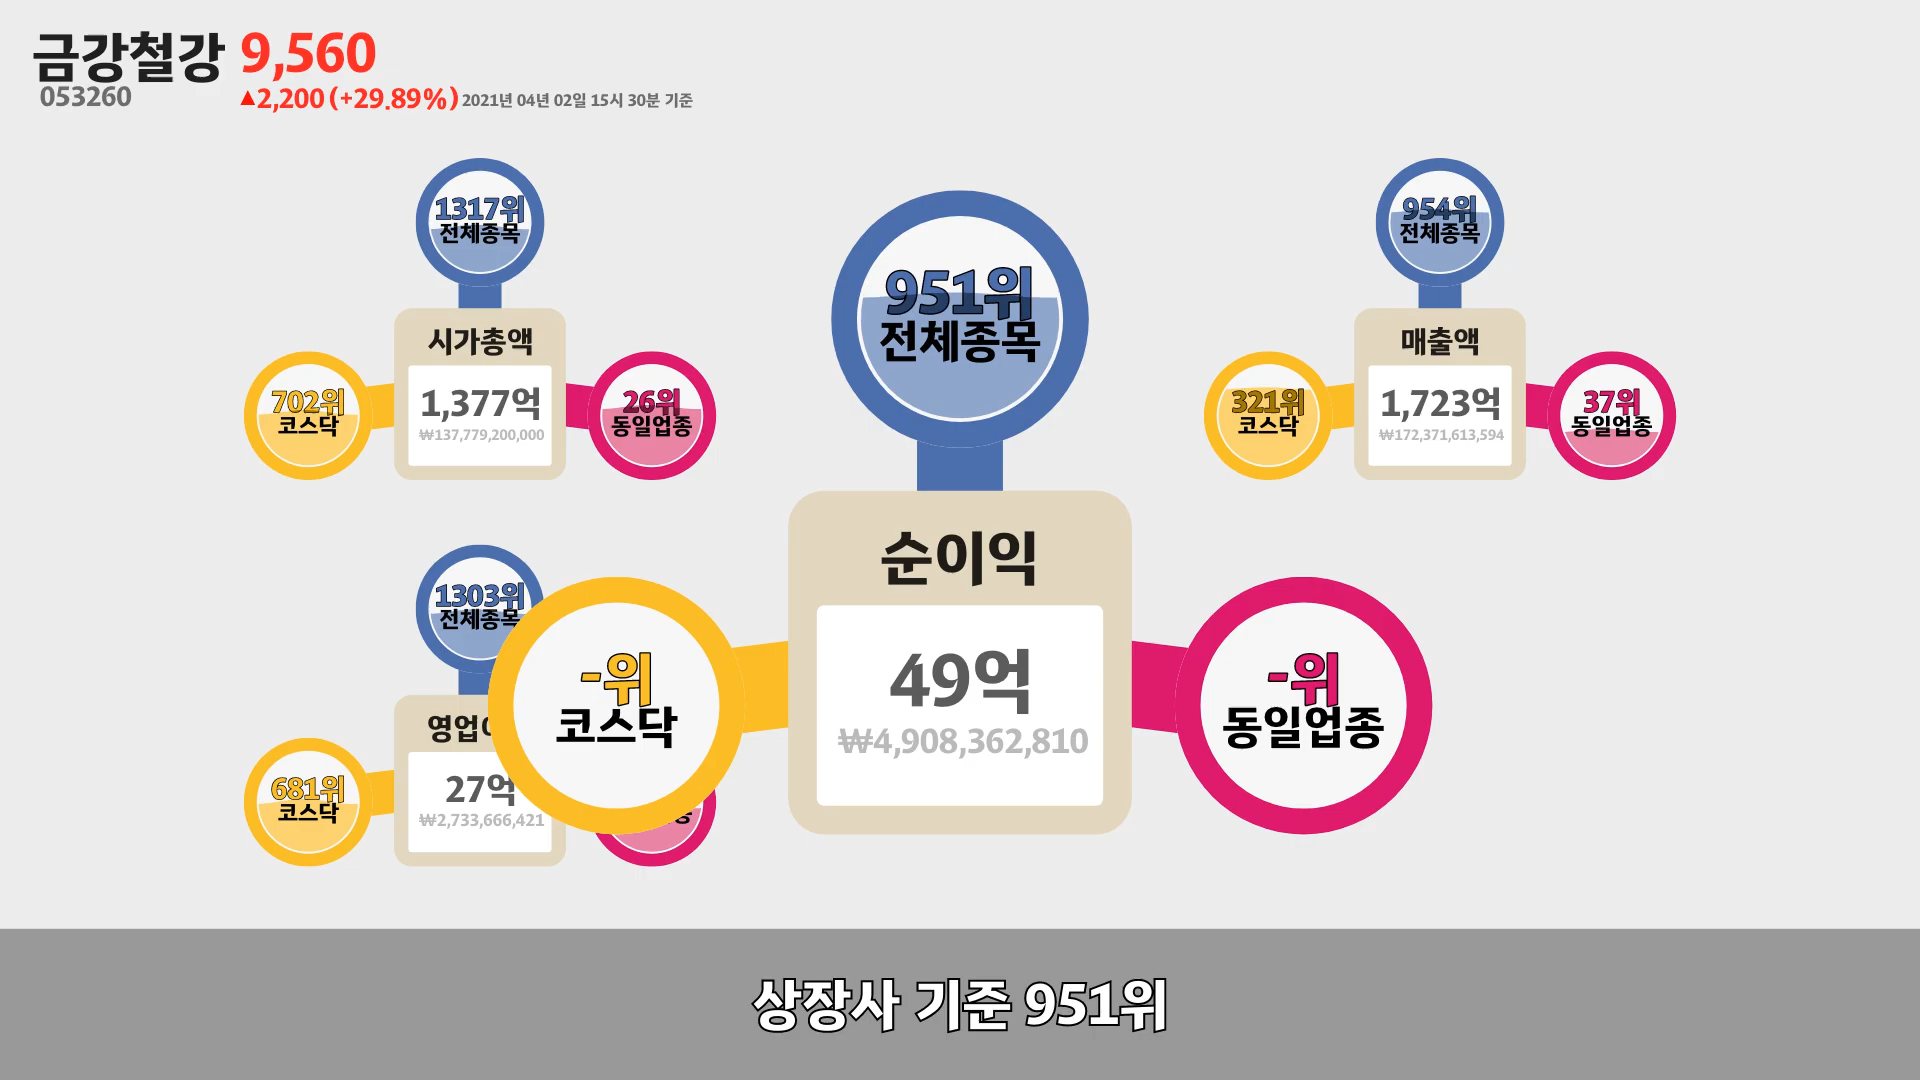 금강철강 9,560
053260
▲2,200 (+29.89%) 2021년 04년 02일 15시 30분 기준
1317위
전체종목
시가총액
1,377억
₩137,779,200,000
702위
코스닥
26위
동일업종
954위
전체종목
매출액
1,723억
₩172,371,613,594
321위
코스닥
37위
동일업종
1303위
전체종목
27억
₩2,733,666,421
681위
코스닥
951위
전체종목
순이익
49억
₩4,908,362,810
-위
코스닥
-위
동일업종
상장사 기준 951위